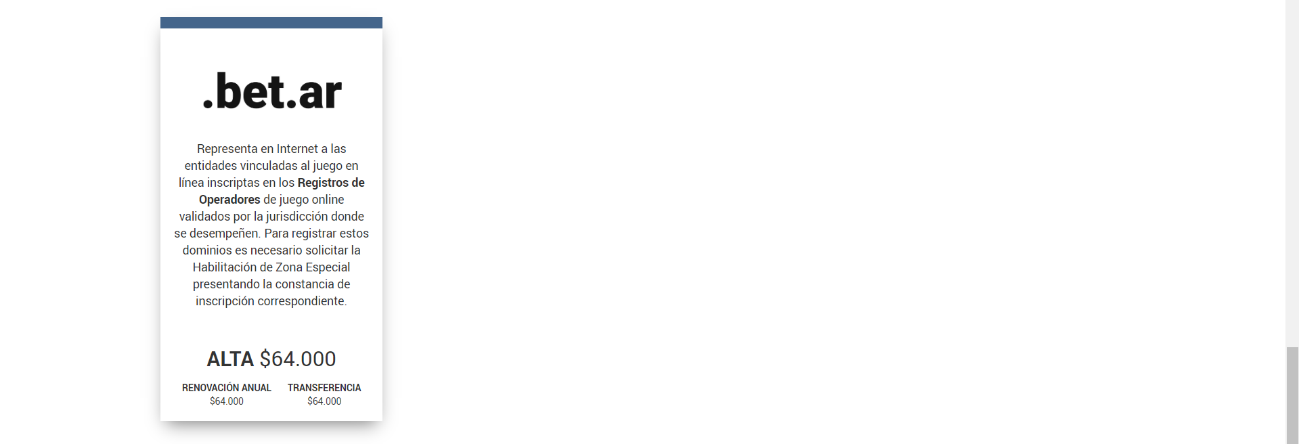 .bet.ar
Representa en Internet a las
entidades vinculadas al juego en
línea inscriptas en los Registros de
Operadores de juego online
validados por la jurisdicción donde
se desempeñen. Para registrar estos
dominios es necesario solicitar la
Habilitación de Zona Especial
presentando la constancia de
inscripción correspondiente.
ALTA $64.000
RENOVACIÓN ANUAL TRANSFERENCIA
$64.000 $64.000